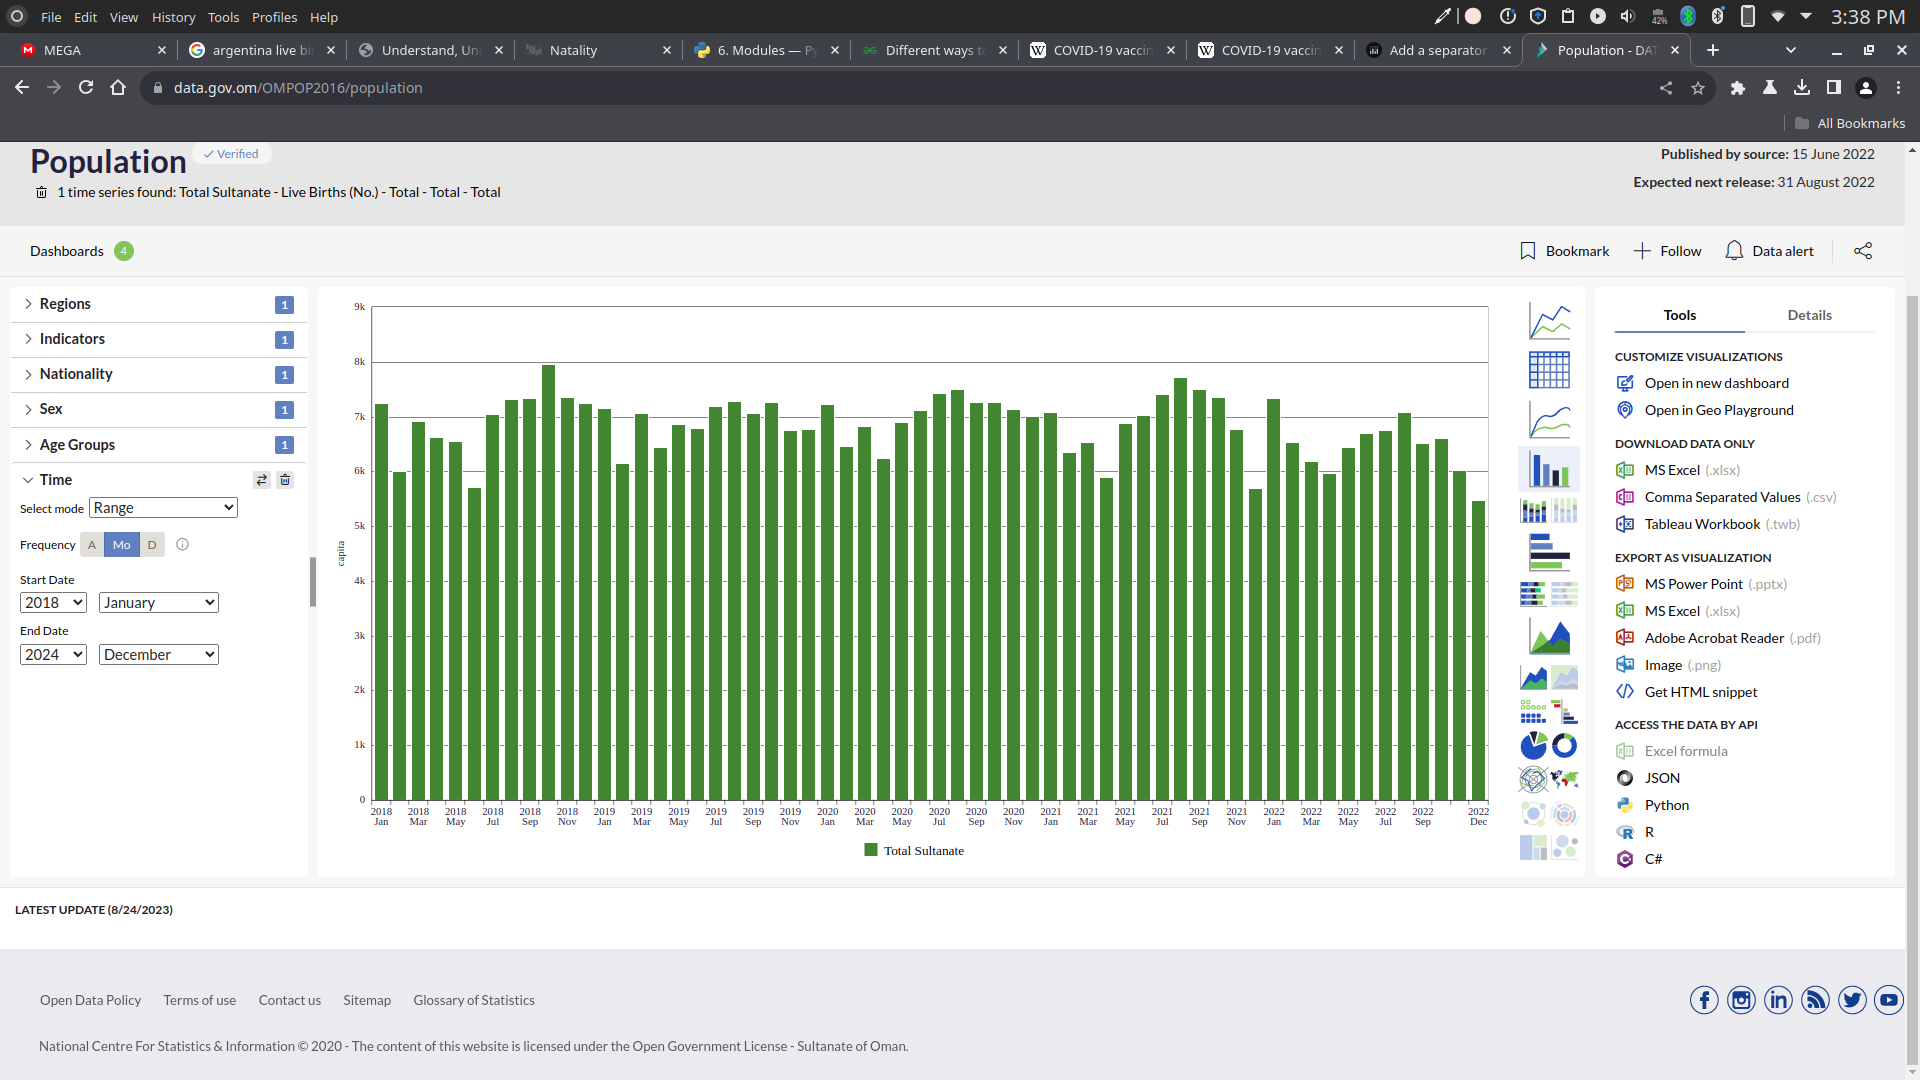 File Edit View History Tools Profiles Help
42%
3:38 PM
MEGA
argentina live bi
Understand, Un
Natality
6. Modules — Py
Different ways to
COVID-19 vaccin
COVID-19 vaccin
Add a separator
Population - DAT
data.gov.om/OMPOP2016/population
All Bookmarks
Population
Verified
Published by source: 15 June 2022
1 time series found: Total Sultanate - Live Births (No.) - Total - Total - Total
Expected next release: 31 August 2022
Dashboards 4
Bookmark
Follow
Data alert
Regions 1
Indicators 1
Nationality 1
Sex 1
Age Groups 1
Time
Select mode Range
Frequency A Mo D
Start Date
2018 January
End Date
2024 December
9k
8k
7k
6k
5k
4k
3k
2k
1k
0
capita
2018 2018 2018 2018 2018 2018 2019 2019 2019 2019 2019 2019 2020 2020 2020 2020 2020 2020 2021 2021 2021 2021 2021 2021 2022 2022 2022 2022 2022 2022
Jan Mar May Jul Sep Nov Jan Mar May Jul Sep Nov Jan Mar May Jul Sep Nov Jan Mar May Jul Sep Nov Jan Mar May Jul Sep Dec
Total Sultanate
Tools Details
CUSTOMIZE VISUALIZATIONS
Open in new dashboard
Open in Geo Playground
DOWNLOAD DATA ONLY
MS Excel (.xlsx)
Comma Separated Values (.csv)
Tableau Workbook (.twb)
EXPORT AS VISUALIZATION
MS Power Point (.pptx)
MS Excel (.xlsx)
Adobe Acrobat Reader (.pdf)
Image (.png)
Get HTML snippet
ACCESS THE DATA BY API
Excel formula
JSON
Python
R
C#
LATEST UPDATE (8/24/2023)
Open Data Policy Terms of use Contact us Sitemap Glossary of Statistics
National Centre For Statistics & Information © 2020 - The content of this website is licensed under the Open Government License - Sultanate of Oman.